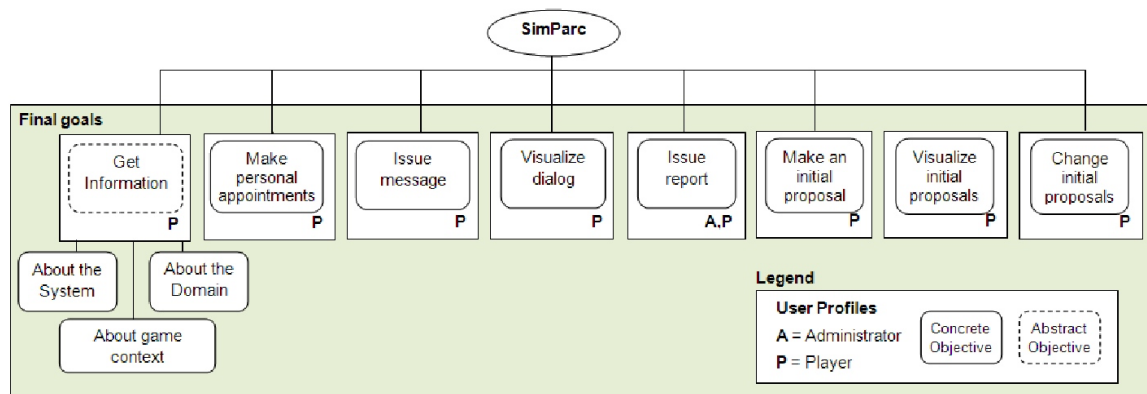 SimParc
Final goals
Get
Information
P
Make
personal
appointments
P
Issue
message
P
Visualize
dialog
P
Issue
report
A,P
Make an
initial
proposal
P
Visualize
initial
proposals
P
Change
initial
proposals
P
About the
System
About the
Domain
About game
context
Legend
User Profiles
A = Administrator
P = Player
Concrete
Objective
Abstract
Objective